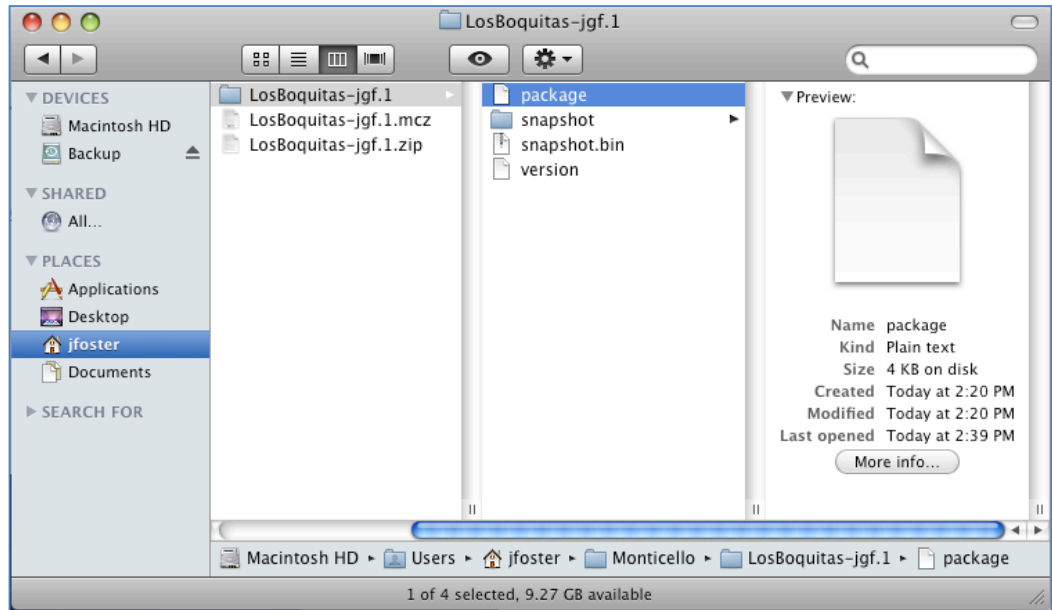 LosBoquitas-jgf.1
DEVICES
Macintosh HD
Backup
SHARED
All...
PLACES
Applications
Desktop
jfoster
Documents
SEARCH FOR
LosBoquitas-jgf.1
LosBoquitas-jgf.1.mcz
LosBoquitas-jgf.1.zip
package
snapshot
snapshot.bin
version
Preview:
Name package
Kind Plain text
Size 4 KB on disk
Created Today at 2:20 PM
Modified Today at 2:20 PM
Last opened Today at 2:39 PM
More info...
Macintosh HD ▸ Users ▸ jfoster ▸ Monticello ▸ LosBoquitas-jgf.1 ▸ package
1 of 4 selected, 9.27 GB available